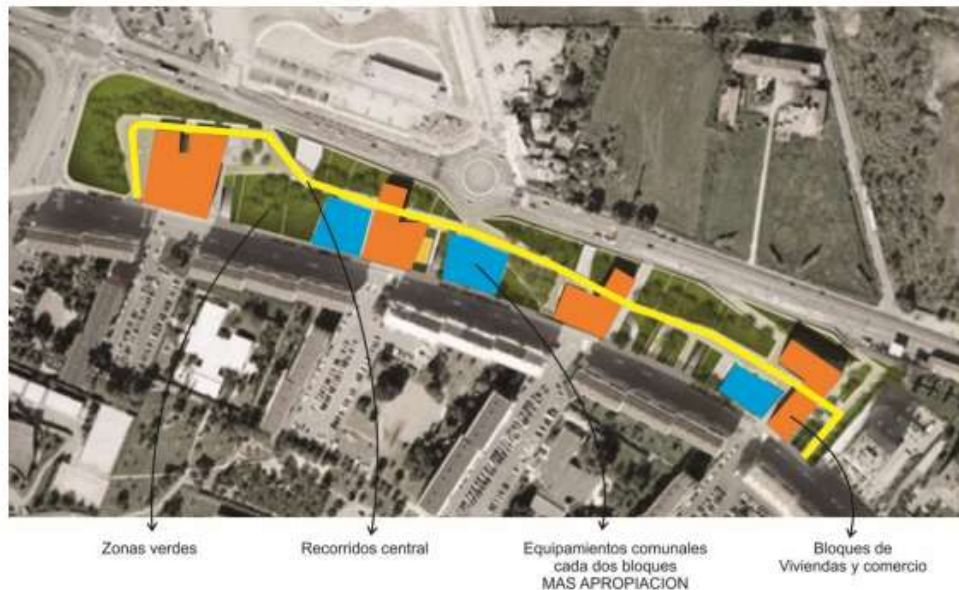 Zonas verdes
Recorridos central
Equipamientos comunales
cada dos bloques
MAS APROPIACION
Bloques de
Viviendas y comercio